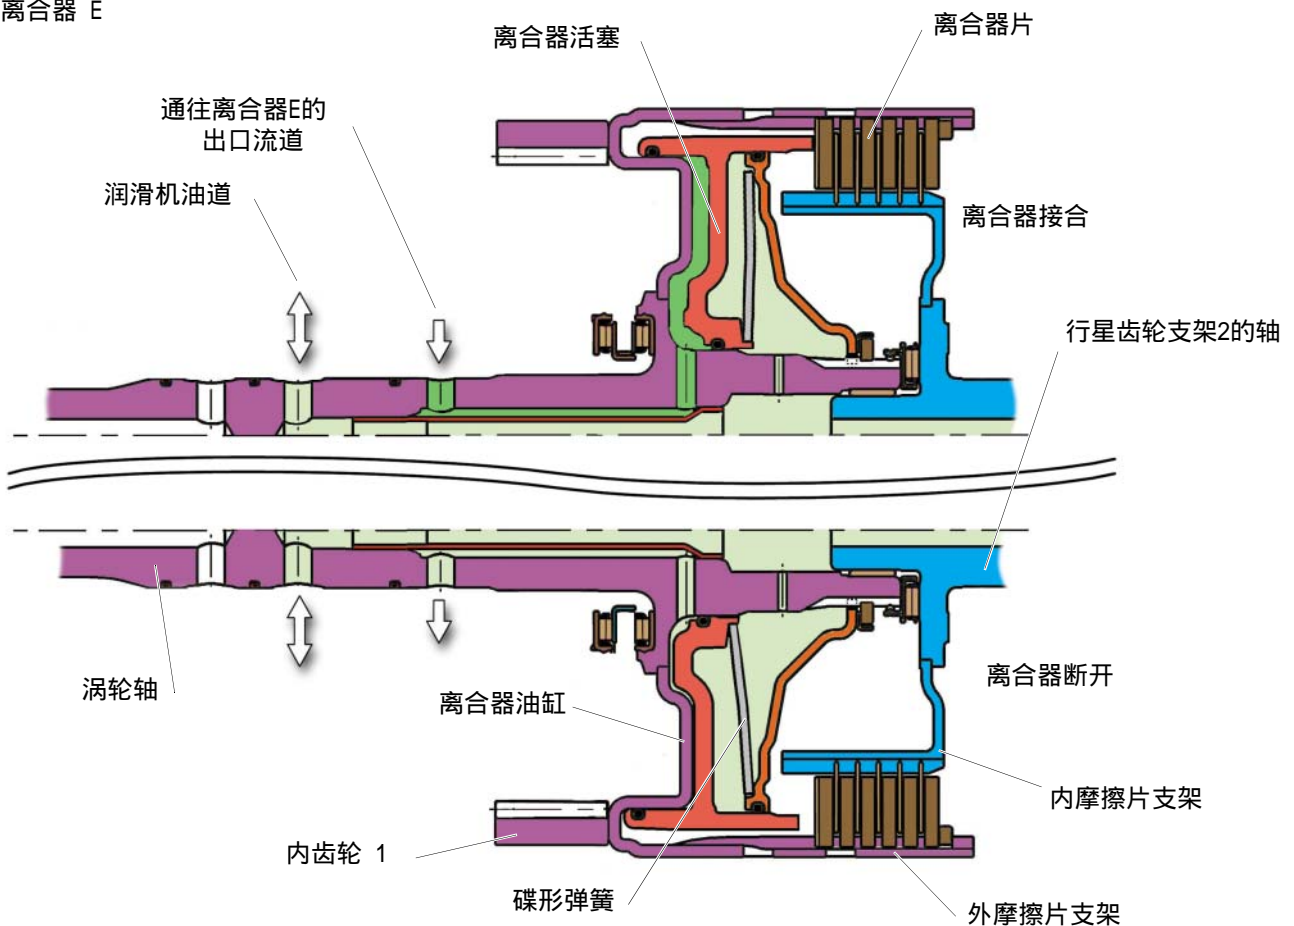 离合器 E
离合器活塞
离合器片
通往离合器E的
出口流道
润滑机油道
离合器接合
行星齿轮支架2的轴
涡轮轴
离合器油缸
离合器断开
内摩擦片支架
内齿轮 1
碟形弹簧
外摩擦片支架